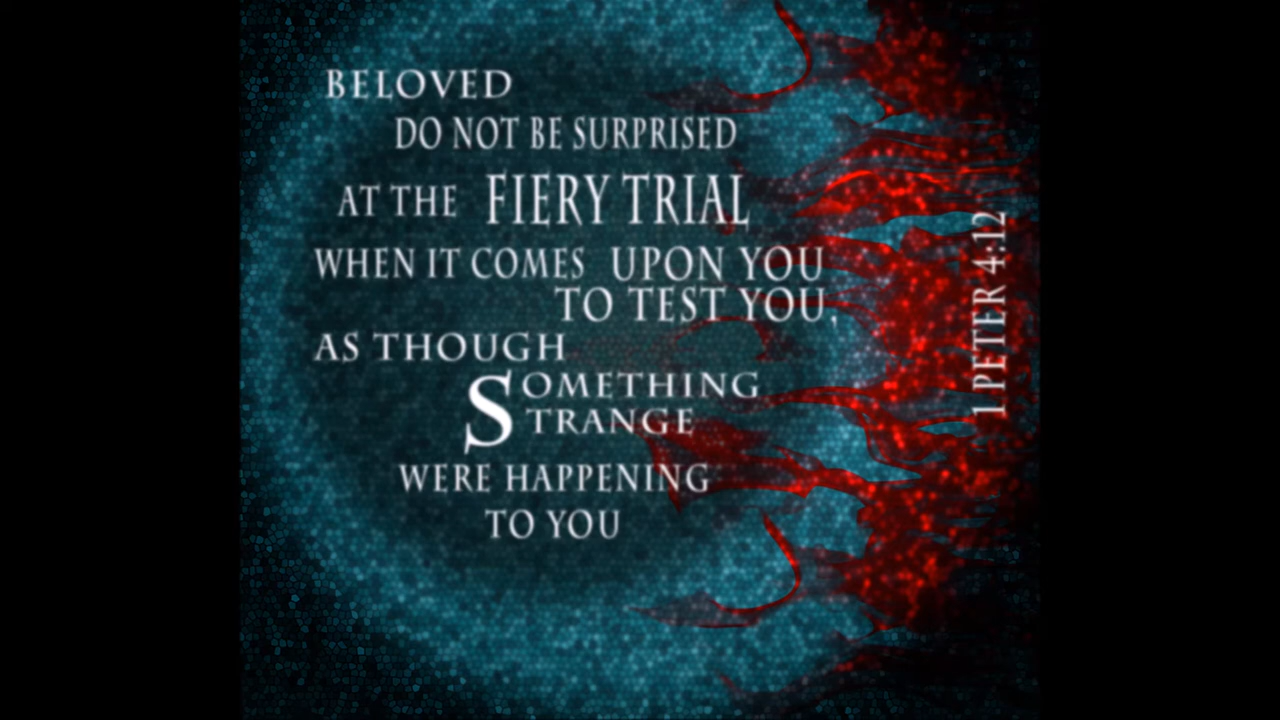 BELOVED
DO NOT BE SURPRISED
AT THE FIERY TRIAL
WHEN IT COMES UPON YOU
TO TEST YOU,
AS THOUGH
SOMETHING
STRANGE
WERE HAPPENING
TO YOU
1 PETER 4:12